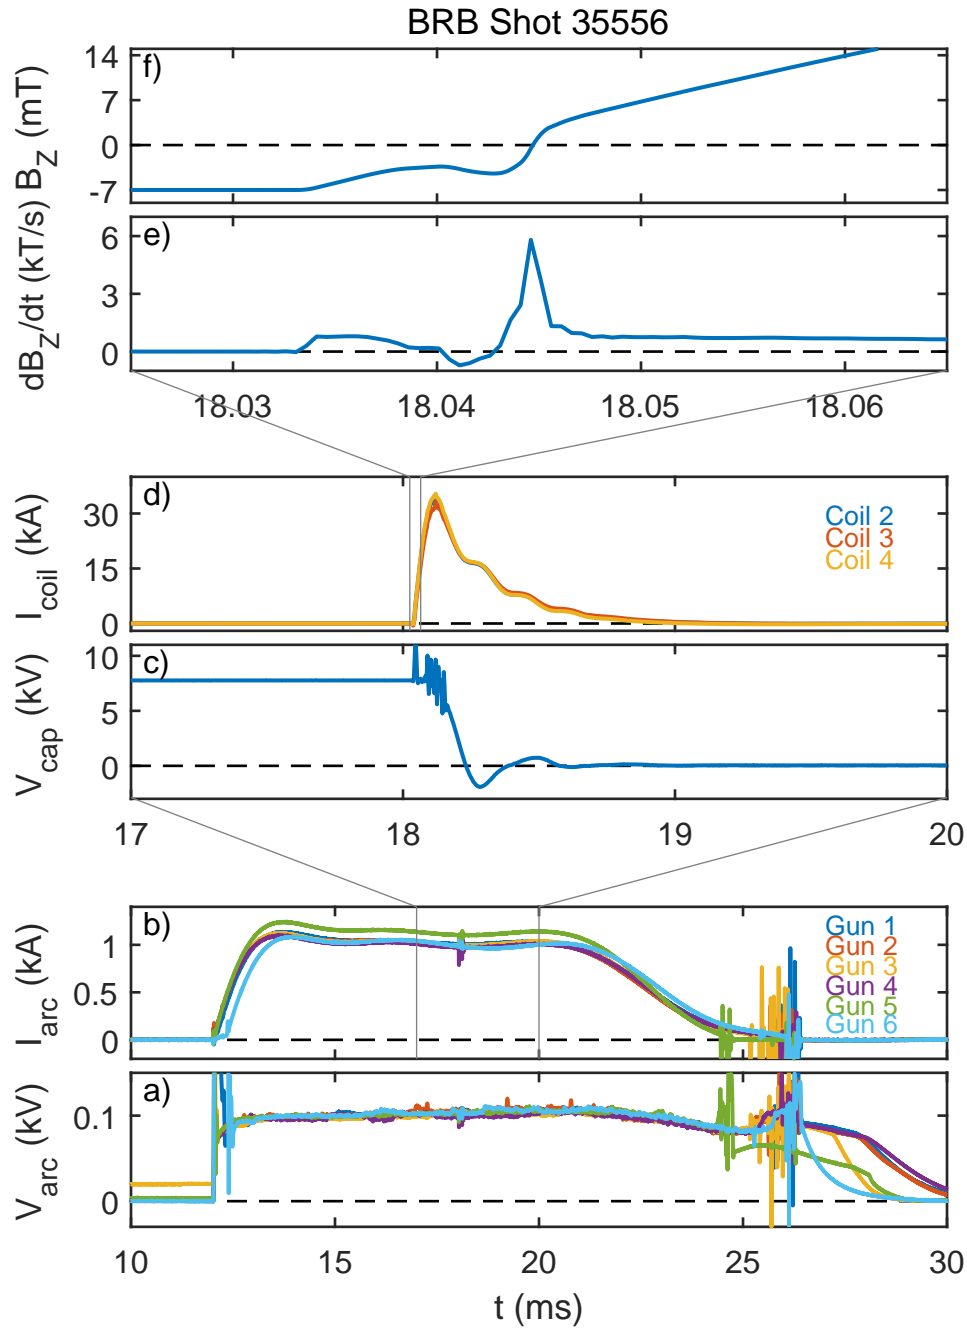 BRB Shot 35556
f)
14
7
0
-7
B_Z (mT)
e)
6
3
0
dB_Z/dt (kT/s)
18.03 18.04 18.05 18.06
d)
30
15
0
I_coil (kA)
Coil 2
Coil 3
Coil 4
c)
10
5
0
V_cap (kV)
17 18 19 20
b)
1
0.5
0
I_arc (kA)
Gun 1
Gun 2
Gun 3
Gun 4
Gun 5
Gun 6
a)
0.1
0
V_arc (kV)
10 15 20 25 30
t (ms)